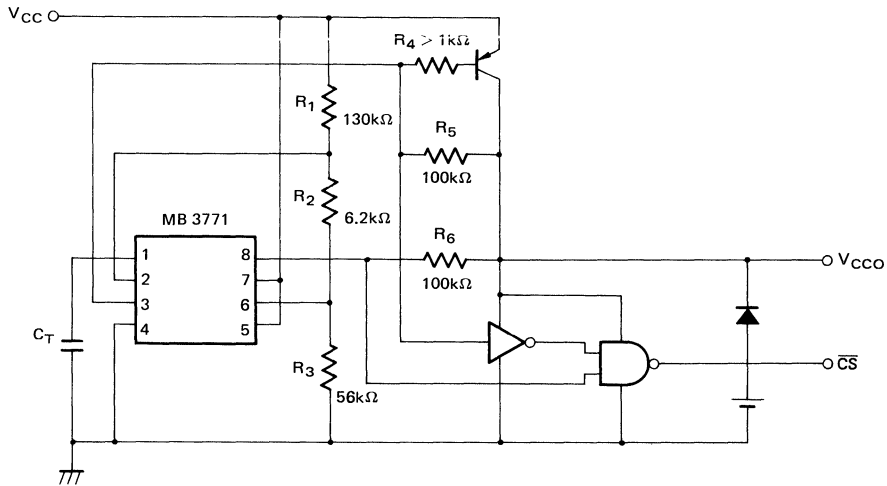 VCC
R4 > 1kΩ
R1
130kΩ
R5
100kΩ
R2
6.2kΩ
MB 3771
R6
100kΩ
1
2
3
4
8
7
6
5
VCCO
CT
R3
56kΩ
C̅S̅